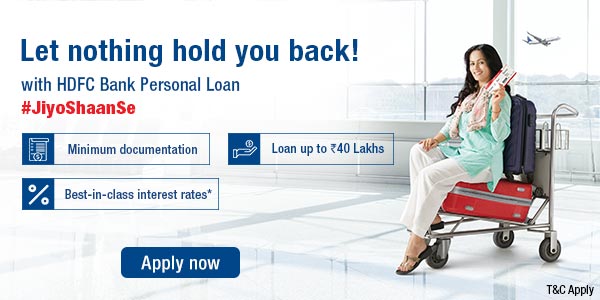 Let nothing hold you back!
with HDFC Bank Personal Loan
#JiyoShaanSe
Minimum documentation
Loan up to ₹40 Lakhs
Best-in-class interest rates*
Apply now
T&C Apply